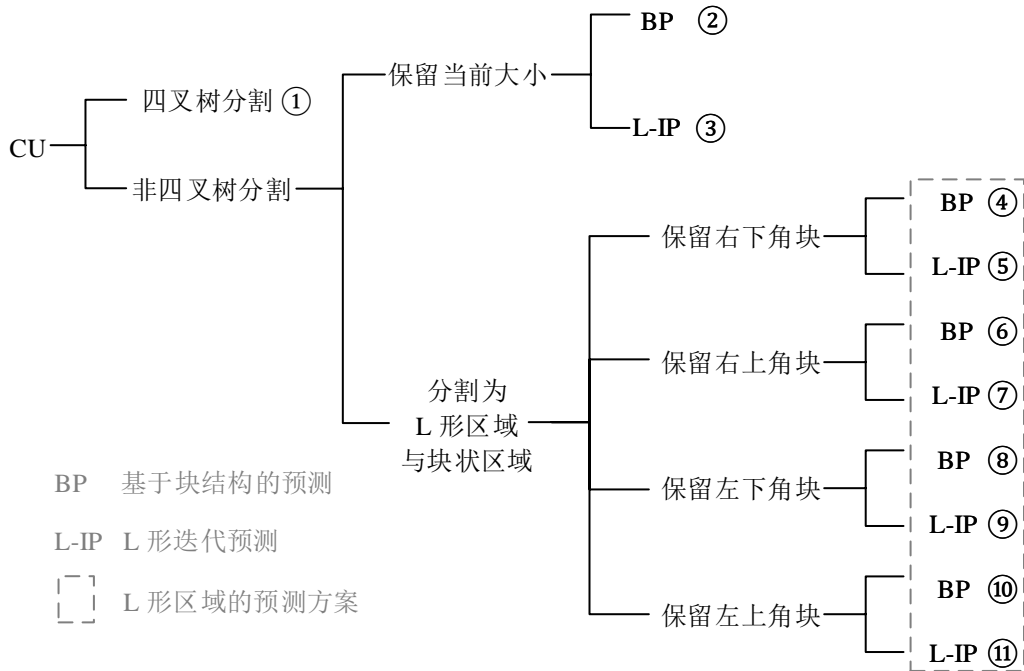 BP ②
保留当前大小
四叉树分割 ①
L-IP ③
CU
非四叉树分割
BP ④
保留右下角块
L-IP ⑤
BP ⑥
保留右上角块
L-IP ⑦
分割为
L 形区域
与块状区域
BP ⑧
保留左下角块
L-IP ⑨
BP ⑩
保留左上角块
L-IP ⑪
BP 基于块结构的预测
L-IP L 形迭代预测
L 形区域的预测方案